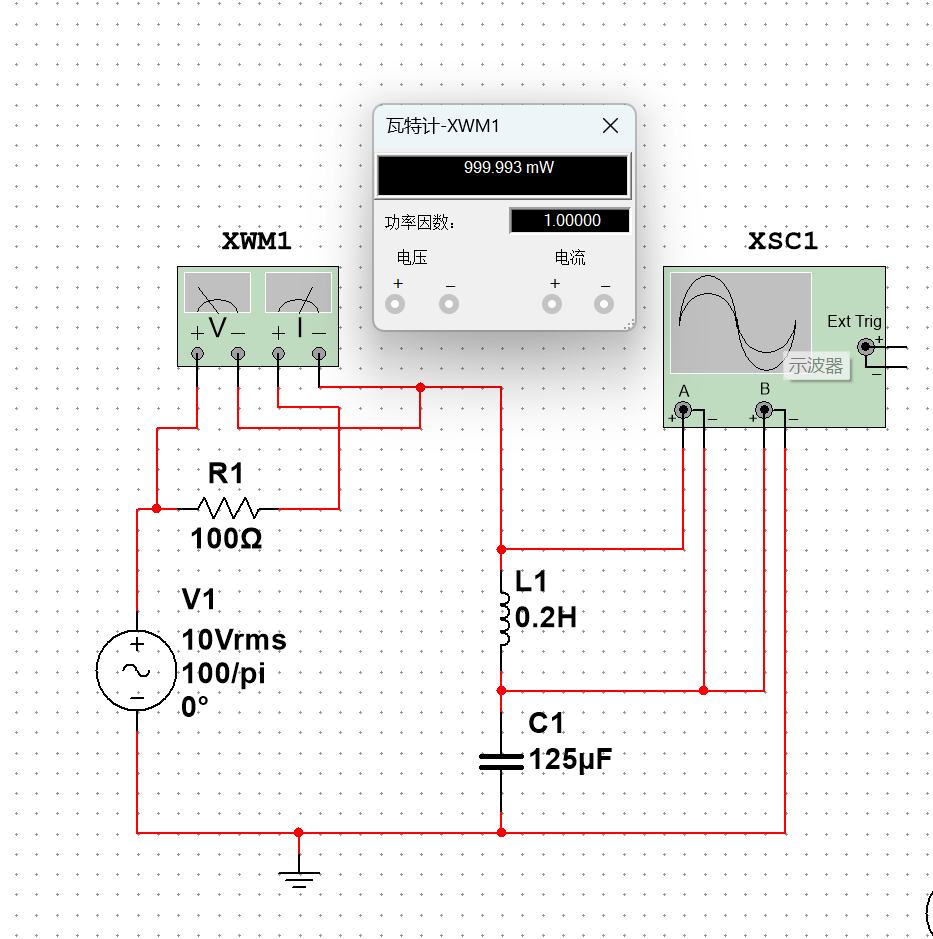 瓦特计-XWM1
999.993 mW
功率因数：
1.00000
电压
电流
+
−
+
−
XWM1
XSC1
+ V −
+ I −
Ext Trig
+
−
示波器
A
B
+
−
+
−
R1
100Ω
V1
10Vrms
100/pi
0°
+
−
L1
0.2H
C1
125µF